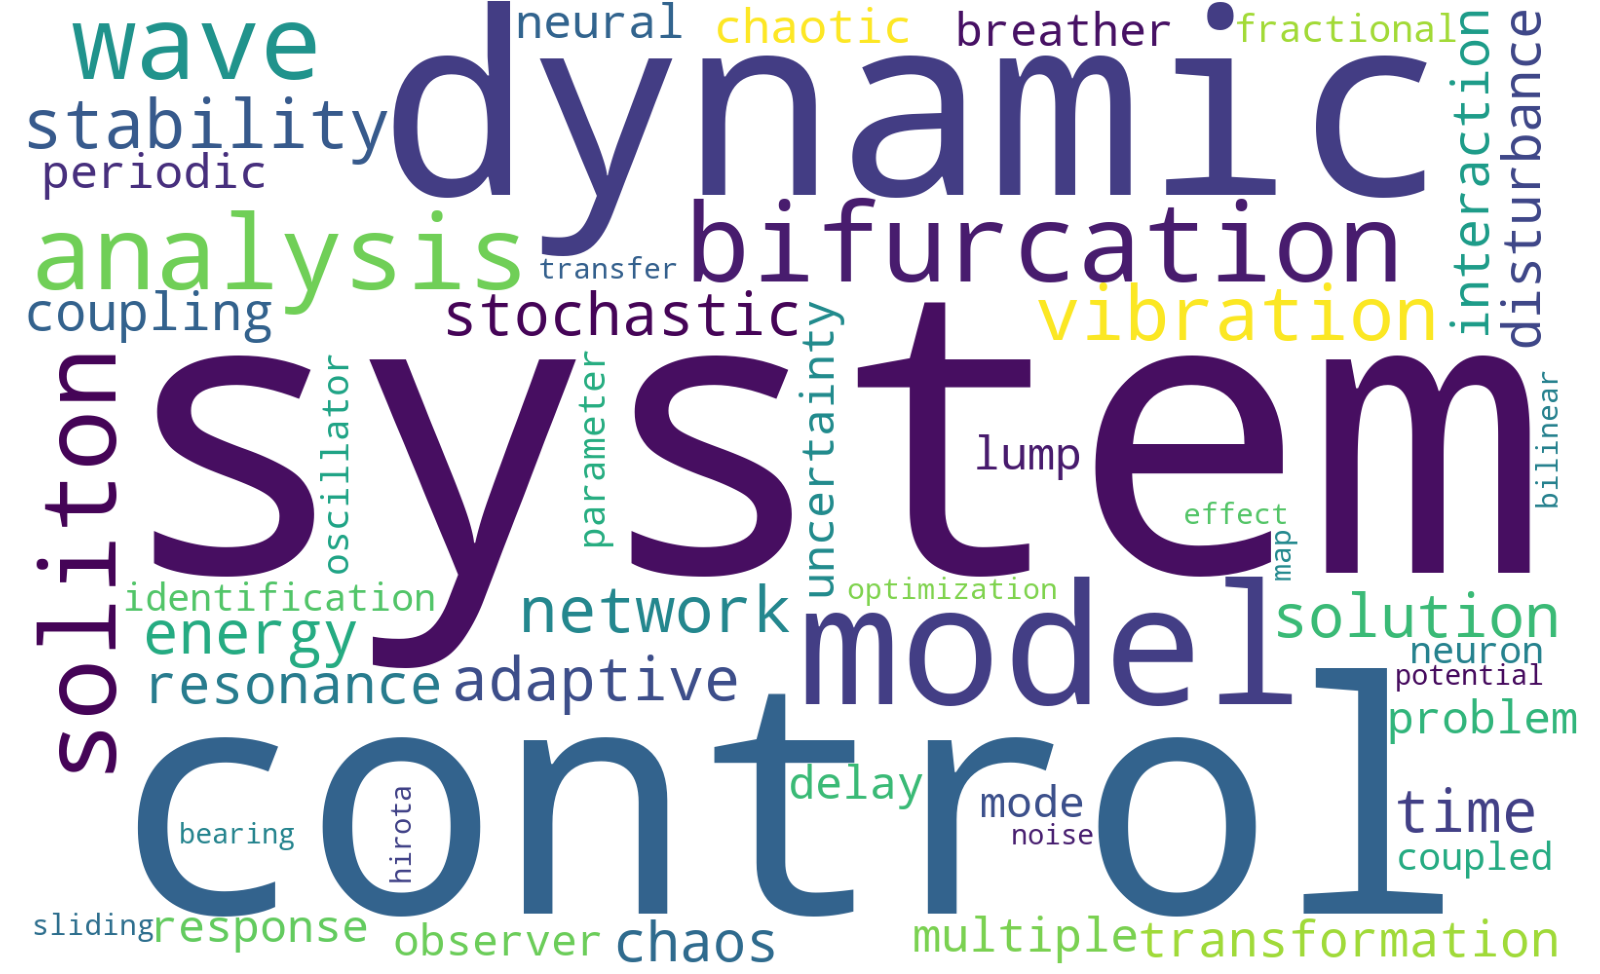 wave
neural
chaotic
breather
fractional
dynamic
stability
periodic
interaction
disturbance
analysis
bifurcation
transfer
coupling
stochastic
vibration
soliton
system
oscillator
parameter
uncertainty
lump
bilinear
effect
map
identification
optimization
energy
network
model
solution
neuron
resonance
adaptive
potential
problem
control
delay
mode
time
bearing
hirota
noise
coupled
sliding
response
observer
chaos
multiple
transformation